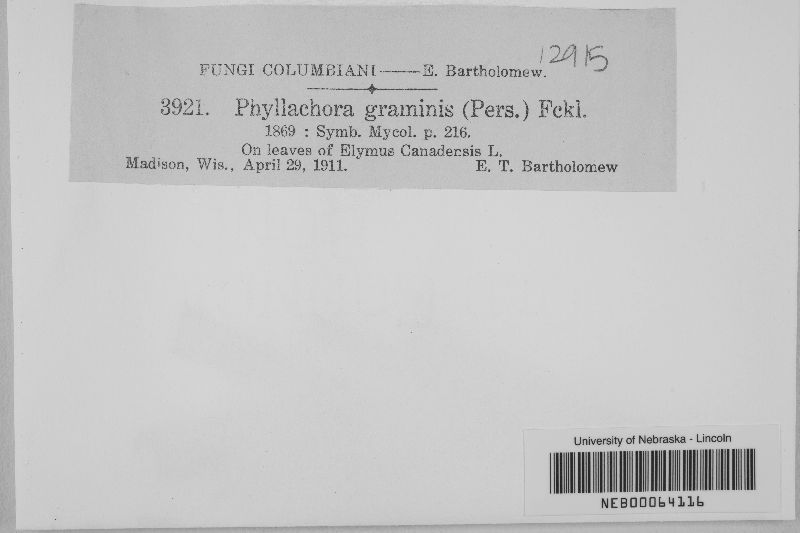 12915
FUNGI COLUMBIANI—E. Bartholomew.
3921. Phyllachora graminis (Pers.) Fckl.
1869 : Symb. Mycol. p. 216.
On leaves of Elymus Canadensis L.
Madison, Wis., April 29, 1911. E. T. Bartholomew
University of Nebraska - Lincoln
NEB00064116